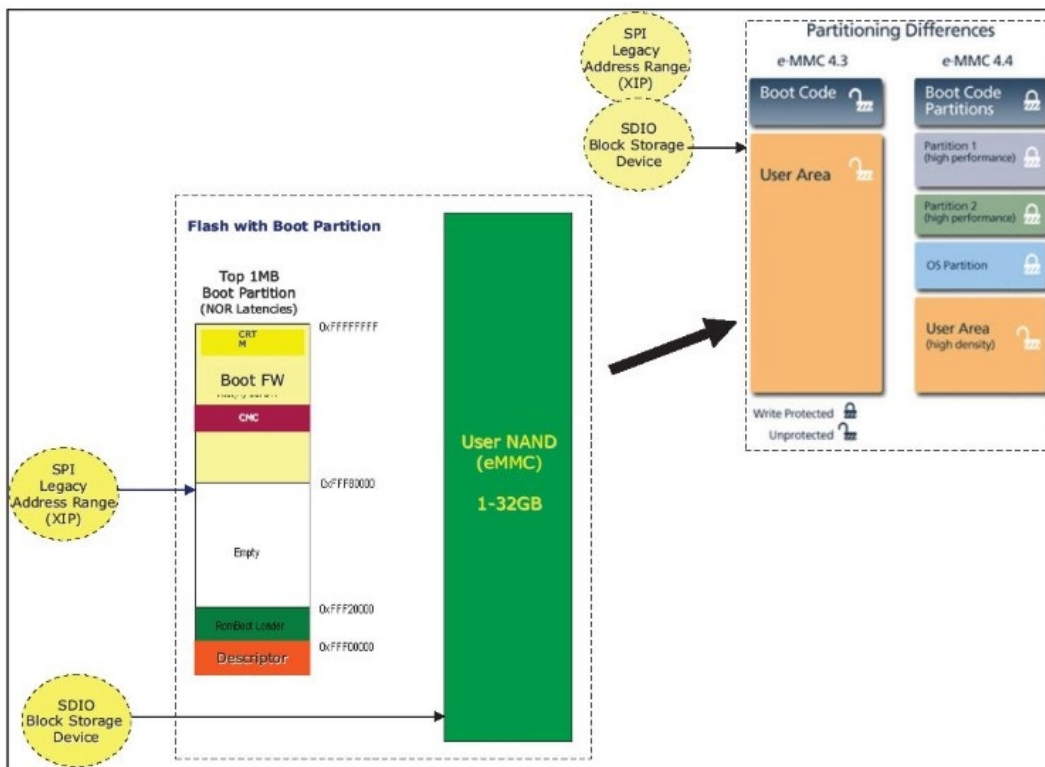 SPI
Legacy
Address Range
(XIP)
SDIO
Block Storage
Device
Partitioning Differences
e·MMC 4.3
e·MMC 4.4
Boot Code
User Area
Boot Code
Partitions
Partition 1
(high performance)
Partition 2
(high performance)
OS Partition
User Area
(high density)
Write Protected
Unprotected
Flash with Boot Partition
Top 1MB
Boot Partition
(NOR Latencies)
0xFFFFFFFF
CRT
M
Boot FW
CMC
0xFFF80000
Empty
0xFFF20000
RomBoot Loader
0xFFF00000
Descriptor
User NAND
(eMMC)
1-32GB
SPI
Legacy
Address Range
(XIP)
SDIO
Block Storage
Device